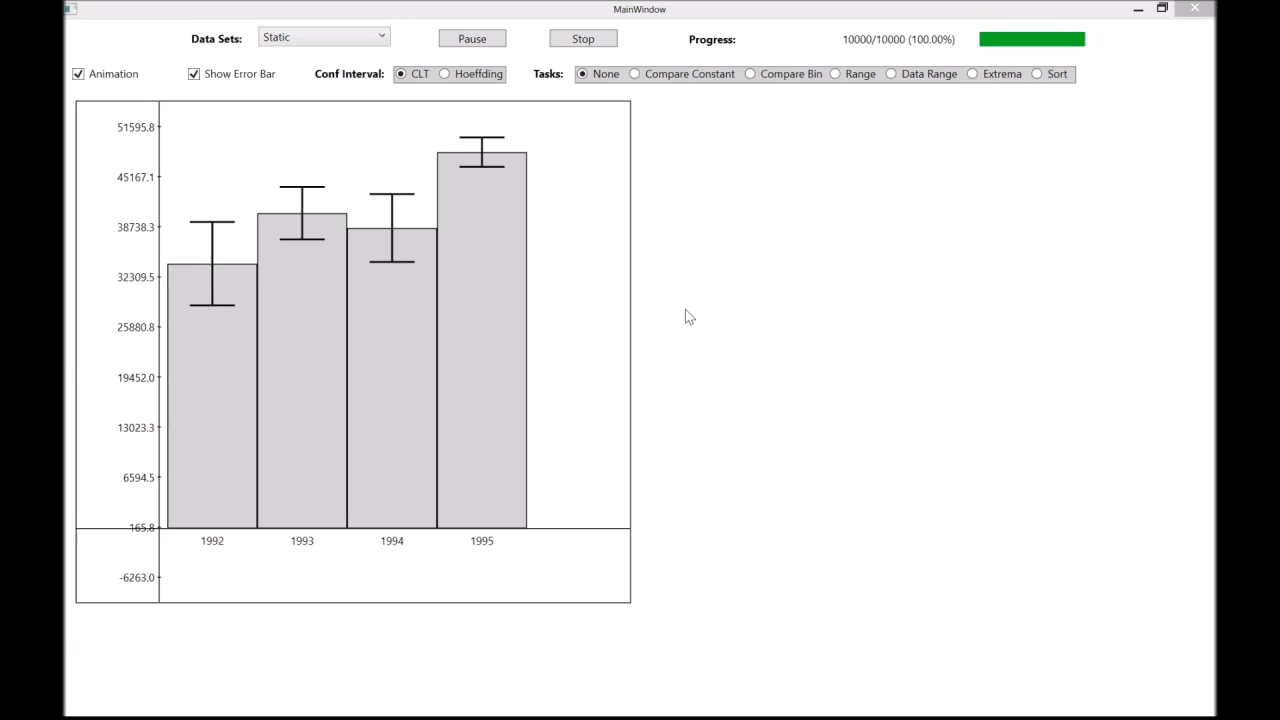 MainWindow
Data Sets: Static Pause Stop Progress: 10000/10000 (100.00%)
Animation Show Error Bar Conf Interval: CLT Hoeffding Tasks: None Compare Constant Compare Bin Range Data Range Extrema Sort
51595.8
45167.1
38738.3
32309.5
25880.8
19452.0
13023.3
6594.5
165.8
1992 1993 1994 1995
-6263.0